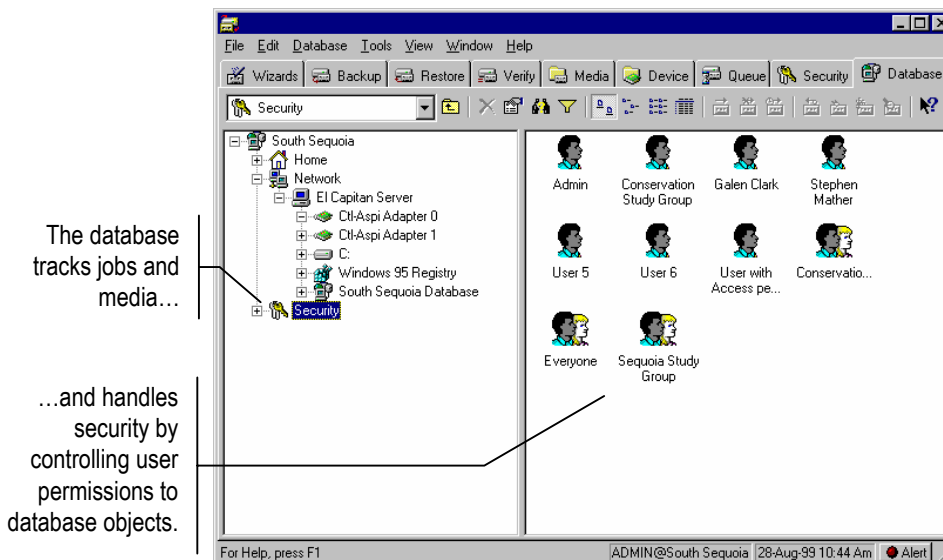 File Edit Database Tools View Window Help
Wizards Backup Restore Verify Media Device Queue Security Database
Security
South Sequoia
Home
Network
El Capitan Server
Ctl-Aspi Adapter 0
Ctl-Aspi Adapter 1
C:
Windows 95 Registry
South Sequoia Database
Security
Admin
Conservation
Study Group
Galen Clark
Stephen
Mather
User 5
User 6
User with
Access pe...
Conservatio...
Everyone
Sequoia Study
Group
The database
tracks jobs and
media…
…and handles
security by
controlling user
permissions to
database objects.
For Help, press F1
ADMIN@South Sequoia 28-Aug-99 10:44 Am Alert